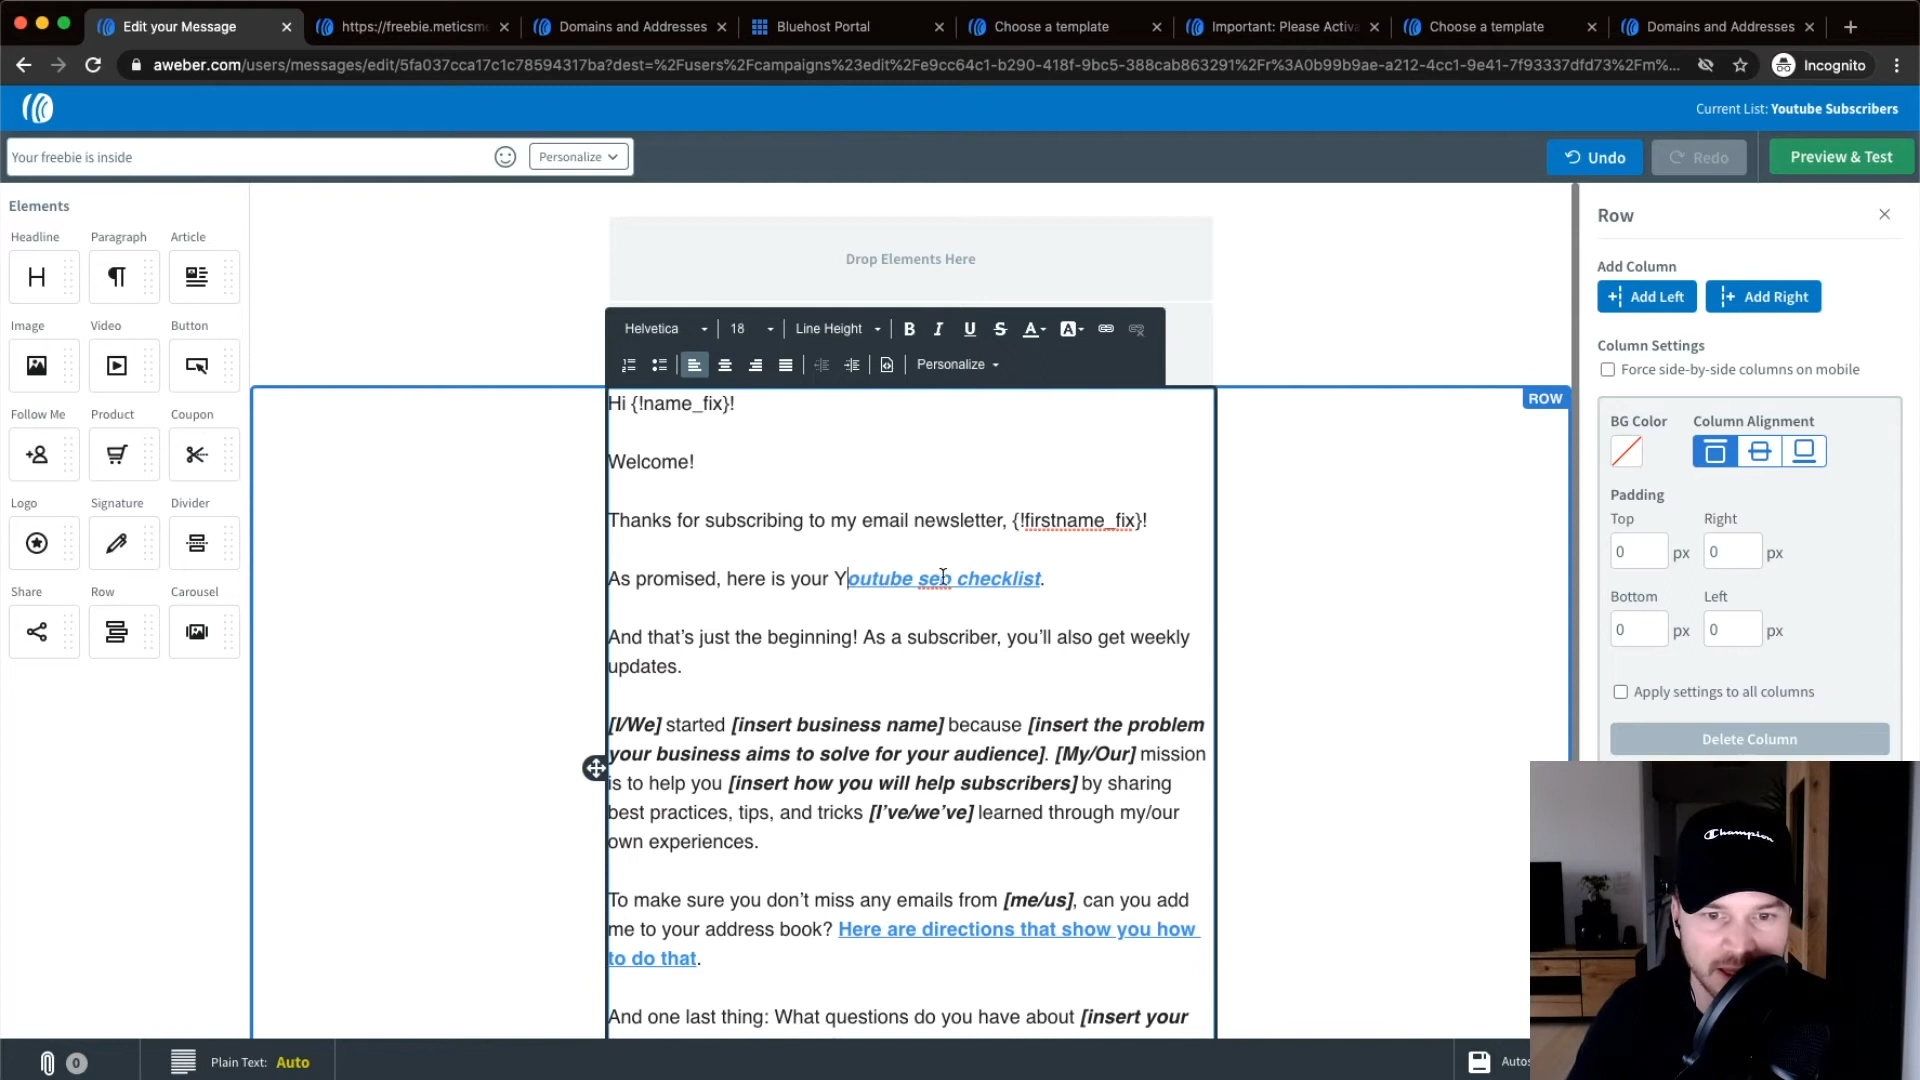 Edit your Message
https://freebie.meticsme
Domains and Addresses
Bluehost Portal
Choose a template
Important: Please Activa
Choose a template
Domains and Addresses
aweber.com/users/messages/edit/5fa037cca17c1c78594317ba?dest=%2Fusers%2Fcampaigns%23edit%2Fe9cc64c1-b290-418f-9bc5-388cab863291%2Fr%3A0b99b9ae-a212-4cc1-9e41-7f93337dfd73%2Fm%...
Incognito
Current List: Youtube Subscribers
Your freebie is inside
Personalize
Undo
Redo
Preview & Test
Elements
Headline
Paragraph
Article
Image
Video
Button
Follow Me
Product
Coupon
Logo
Signature
Divider
Share
Row
Carousel
Drop Elements Here
Helvetica
18
Line Height
Personalize
ROW
Hi {!name_fix}!
Welcome!
Thanks for subscribing to my email newsletter, {!firstname_fix}!
As promised, here is your Youtube seo checklist.
And that's just the beginning! As a subscriber, you'll also get weekly
updates.
[I/We] started [insert business name] because [insert the problem
your business aims to solve for your audience]. [My/Our] mission
is to help you [insert how you will help subscribers] by sharing
best practices, tips, and tricks [I've/we've] learned through my/our
own experiences.
To make sure you don't miss any emails from [me/us], can you add
me to your address book? Here are directions that show you how
to do that.
And one last thing: What questions do you have about [insert your
Row
Add Column
Add Left
Add Right
Column Settings
Force side-by-side columns on mobile
BG Color
Column Alignment
Padding
Top
Right
0 px
0 px
Bottom
Left
0 px
0 px
Apply settings to all columns
Delete Column
Champion
0
Plain Text: Auto
Autos